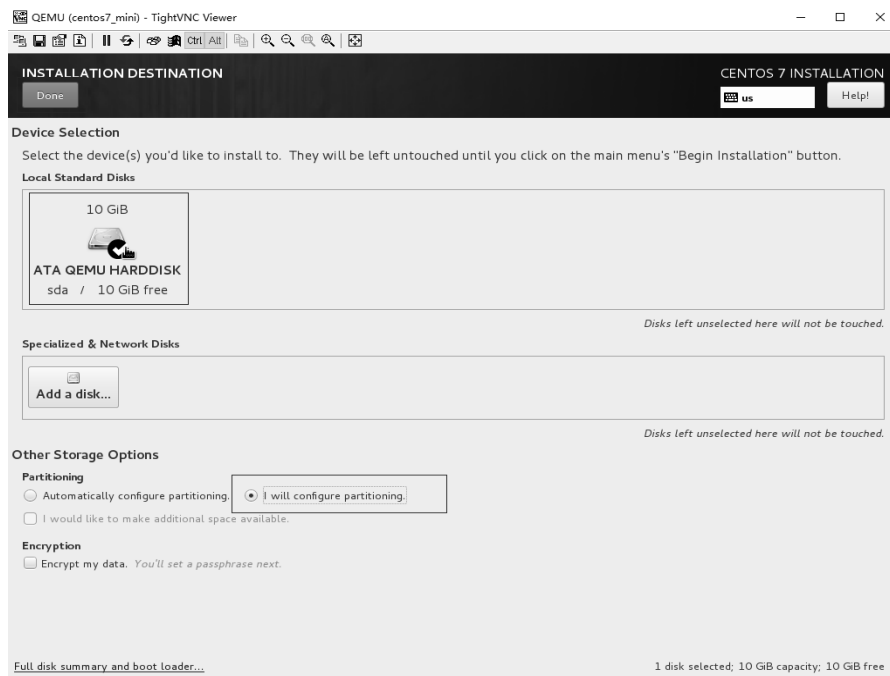 QEMU (centos7_mini) - TightVNC Viewer
Ctrl Alt
INSTALLATION DESTINATION
CENTOS 7 INSTALLATION
Done
us
Help!
Device Selection
Select the device(s) you'd like to install to. They will be left untouched until you click on the main menu's "Begin Installation" button.
Local Standard Disks
10 GiB
ATA QEMU HARDDISK
sda / 10 GiB free
Disks left unselected here will not be touched.
Specialized & Network Disks
Add a disk...
Disks left unselected here will not be touched.
Other Storage Options
Partitioning
Automatically configure partitioning. I will configure partitioning.
I would like to make additional space available.
Encryption
Encrypt my data. You'll set a passphrase next.
Full disk summary and boot loader...
1 disk selected; 10 GiB capacity; 10 GiB free